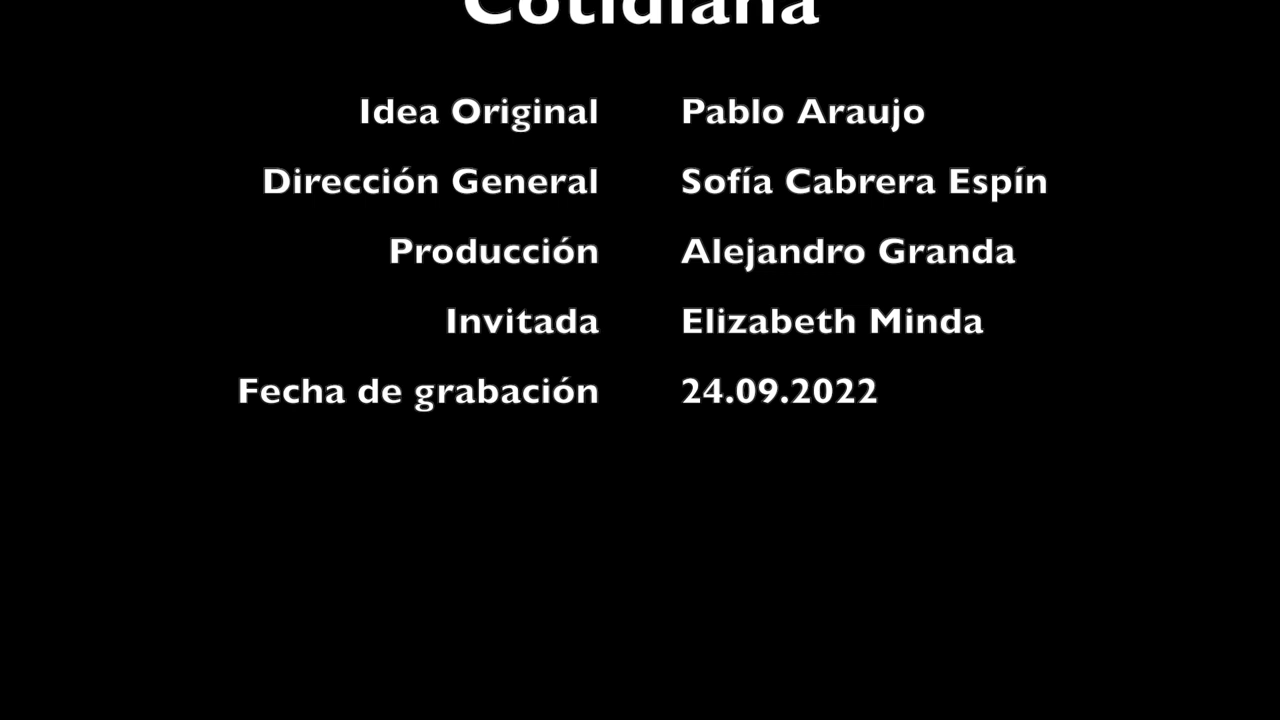 Cotidiana
Idea Original Pablo Araujo
Dirección General Sofía Cabrera Espín
Producción Alejandro Granda
Invitada Elizabeth Minda
Fecha de grabación 24.09.2022